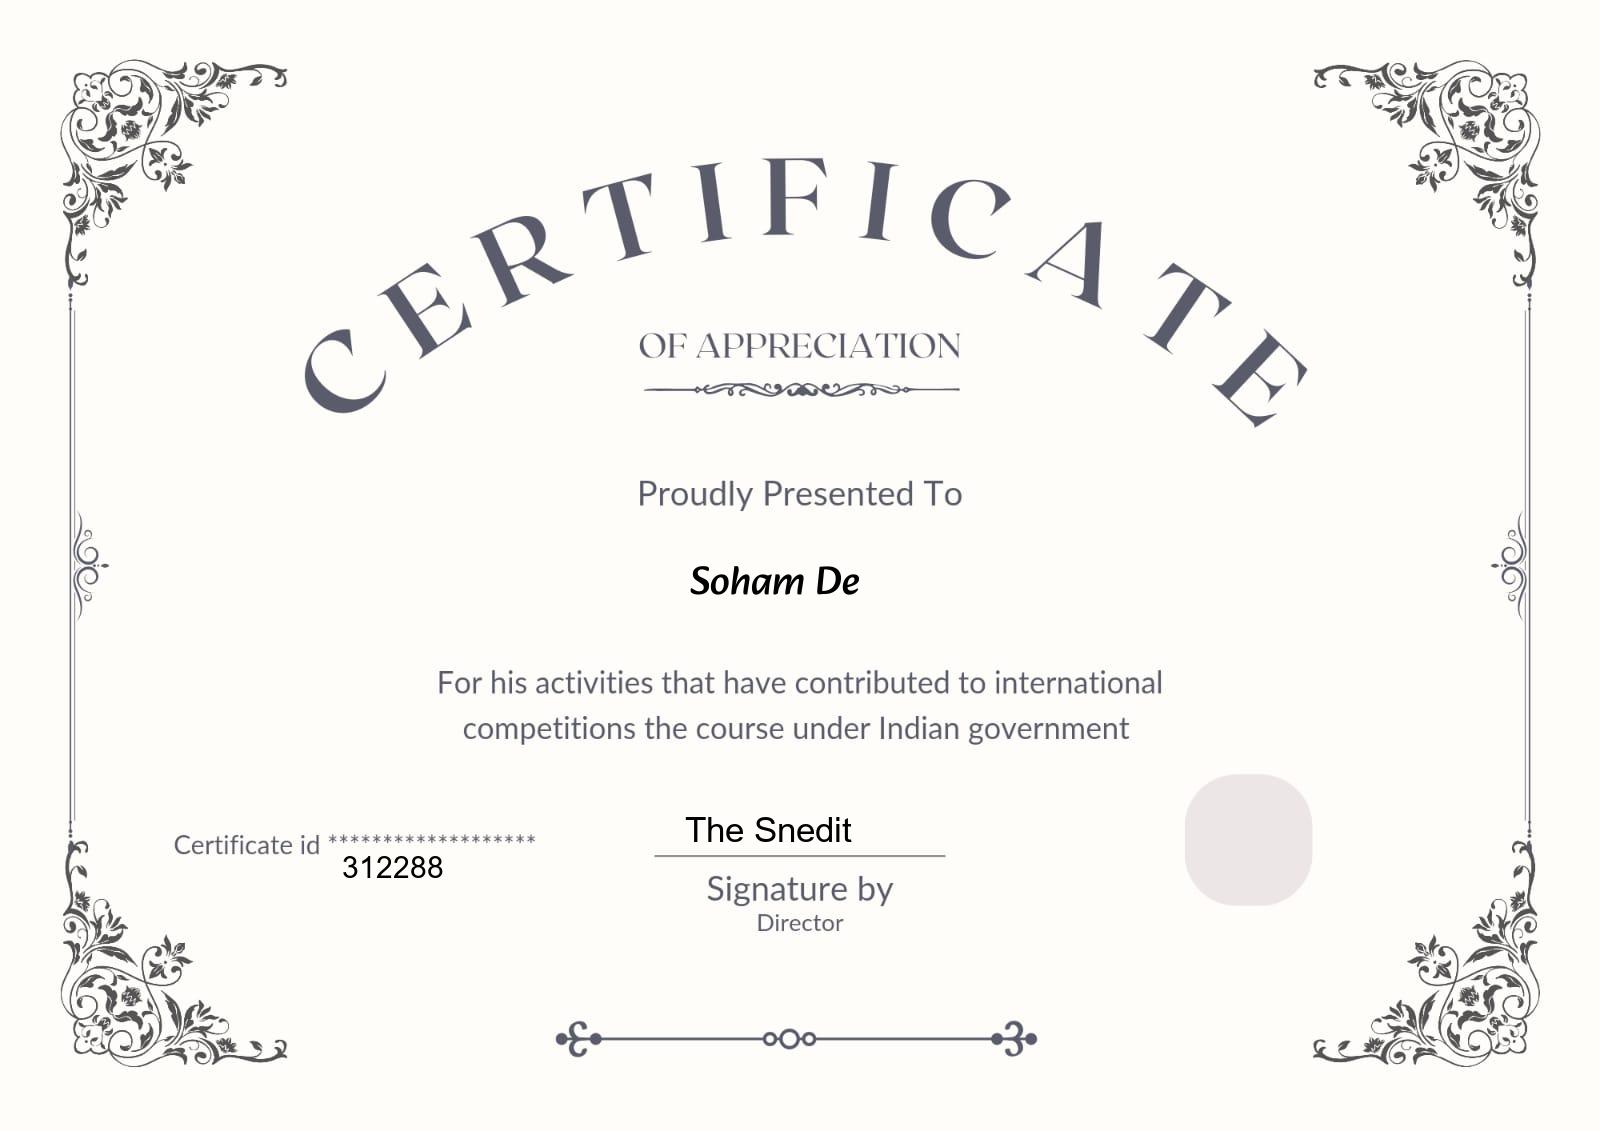 CERTIFICATE
OF APPRECIATION
Proudly Presented To
Soham De
For his activities that have contributed to international
competitions the course under Indian government
Certificate id *******************
312288
The Snedit
Signature by
Director